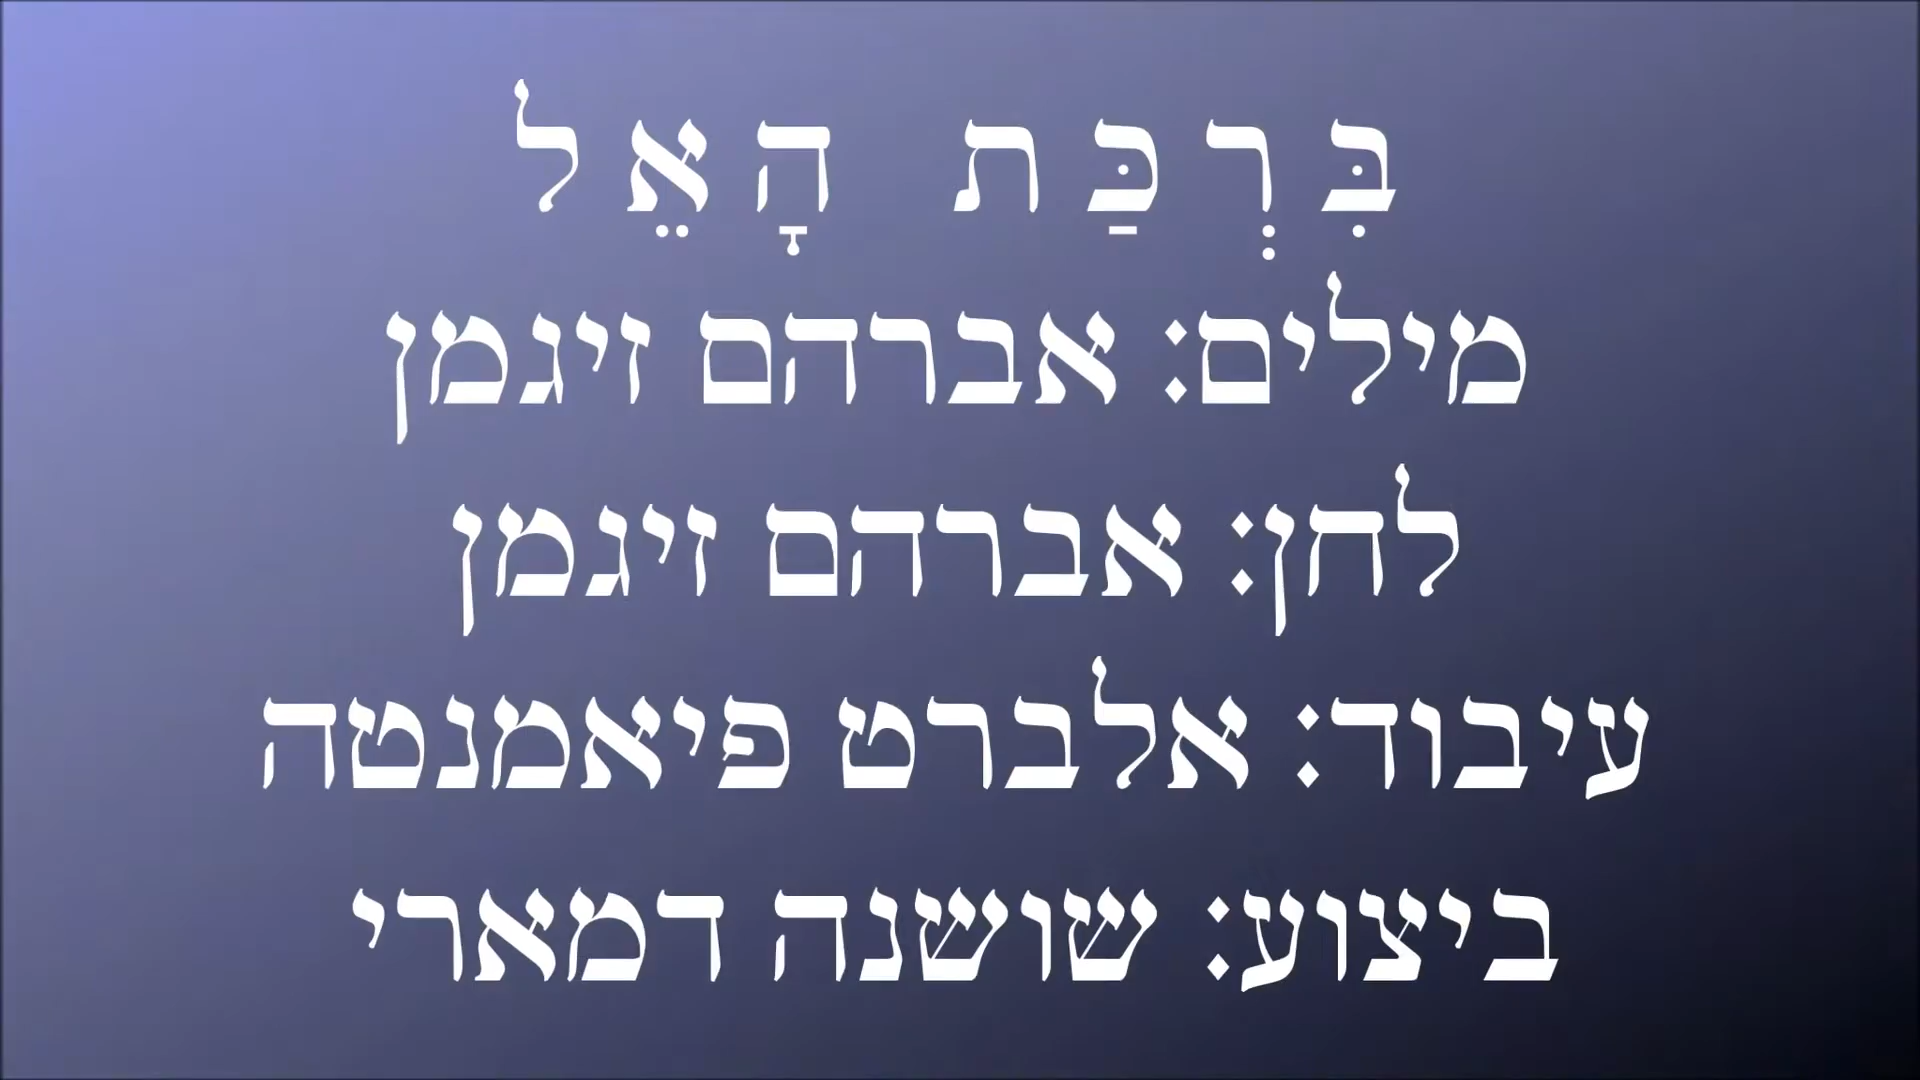 בִּרְכַּת הָאֵל
מילים: אברהם זיגמן
לחן: אברהם זיגמן
עיבוד: אלברט פיאמנטה
ביצוע: שושנה דמארי